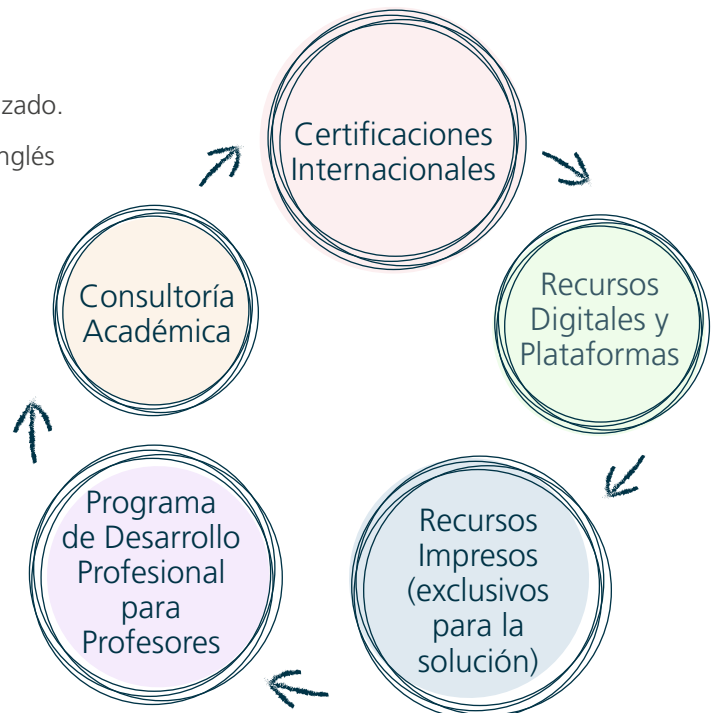 zado.
nglés
Certificaciones
Internacionales
Recursos
Digitales y
Plataformas
Recursos
Impresos
(exclusivos
para la
solución)
Programa
de Desarrollo
Profesional
para
Profesores
Consultoría
Académica